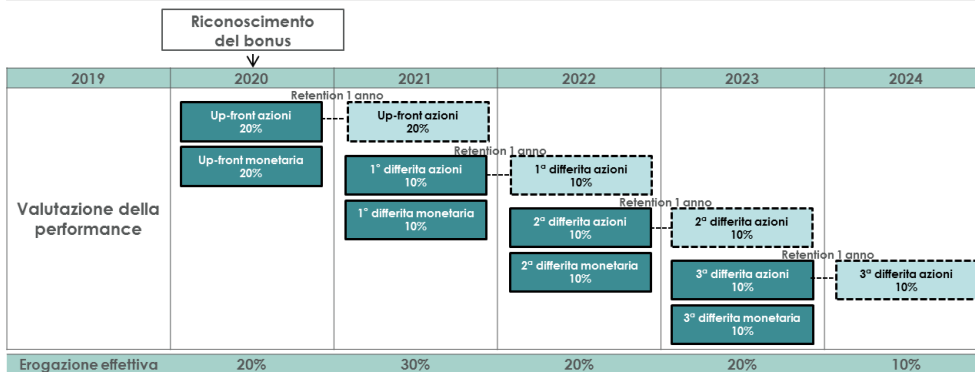 Riconoscimento
del bonus
2019 2020 2021 2022 2023 2024
Retention 1 anno
Up-front azioni
20%
Up-front azioni
20%
Up-front monetaria
20%
Retention 1 anno
1° differita azioni
10%
1ª differita azioni
10%
Valutazione della
performance
1° differita monetaria
10%
Retention 1 anno
2ª differita azioni
10%
2ª differita azioni
10%
2ª differita monetaria
10%
Retention 1 anno
3ª differita azioni
10%
3ª differita azioni
10%
3ª differita monetaria
10%
Erogazione effettiva 20% 30% 20% 20% 10%